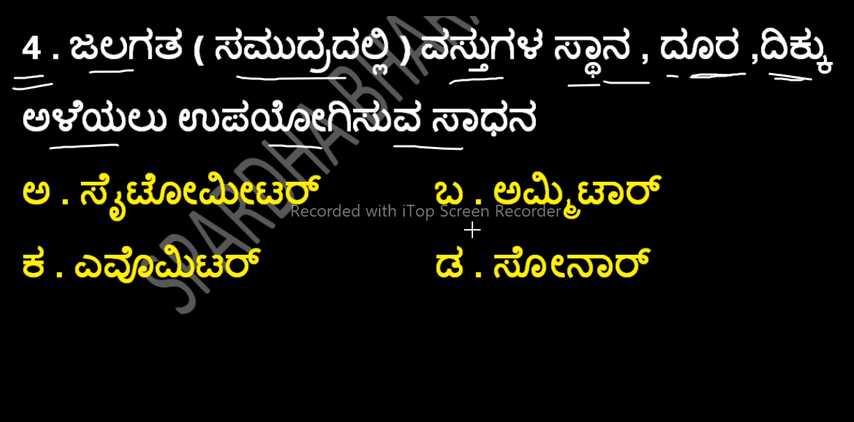 4 . ಜಲಗತ ( ಸಮುದ್ರದಲ್ಲಿ ) ವಸ್ತುಗಳ ಸ್ಥಾನ , ದೂರ ,ದಿಕ್ಕು
ಅಳೆಯಲು ಉಪಯೋಗಿಸುವ ಸಾಧನ
ಅ . ಸೈಟೋಮೀಟರ್ ಬ . ಅಮ್ಮಿಟಾರ್
Recorded with iTop Screen Recorder
ಕ . ಎವೊಮಿಟರ್ ಡ . ಸೋನಾರ್